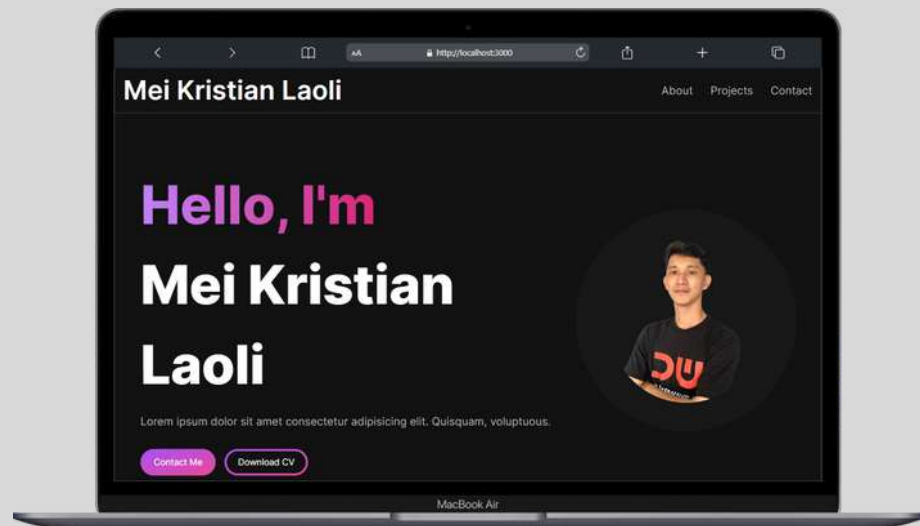 AA http://localhost:3000
Mei Kristian Laoli
About Projects Contact
Hello, I'm
Mei Kristian
Laoli
Lorem ipsum dolor sit amet consectetur adipisicing elit. Quisquam, voluptuous.
Contact Me Download CV
MacBook Air